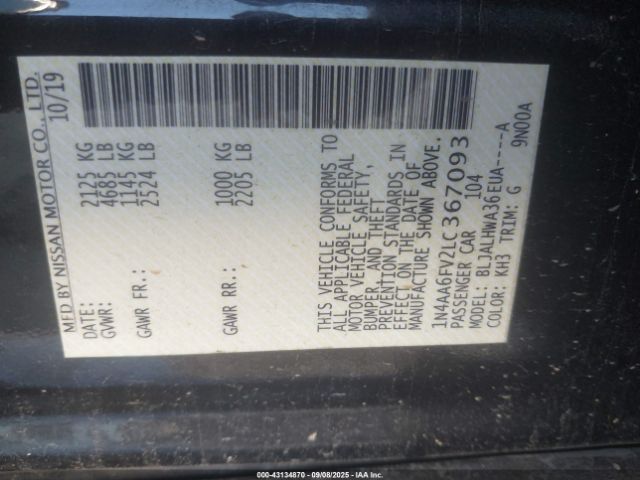 MFD BY NISSAN MOTOR CO., LTD.
DATE: 10/19
GVWR: 2125 KG
4685 LB
GAWR FR.: 1145 KG
2524 LB
GAWR RR.: 1000 KG
2205 LB
THIS VEHICLE CONFORMS TO
ALL APPLICABLE FEDERAL
MOTOR VEHICLE SAFETY,
BUMPER, AND THEFT
PREVENTION STANDARDS IN
EFFECT ON THE DATE OF
MANUFACTURE SHOWN ABOVE.
1N4AA6FV2LC367093
PASSENGER CAR 104
MODEL: BLJALHWA36EUA----A
COLOR: KH3 TRIM: G 9N00A
000-43134870 - 09/08/2025 - IAA Inc.